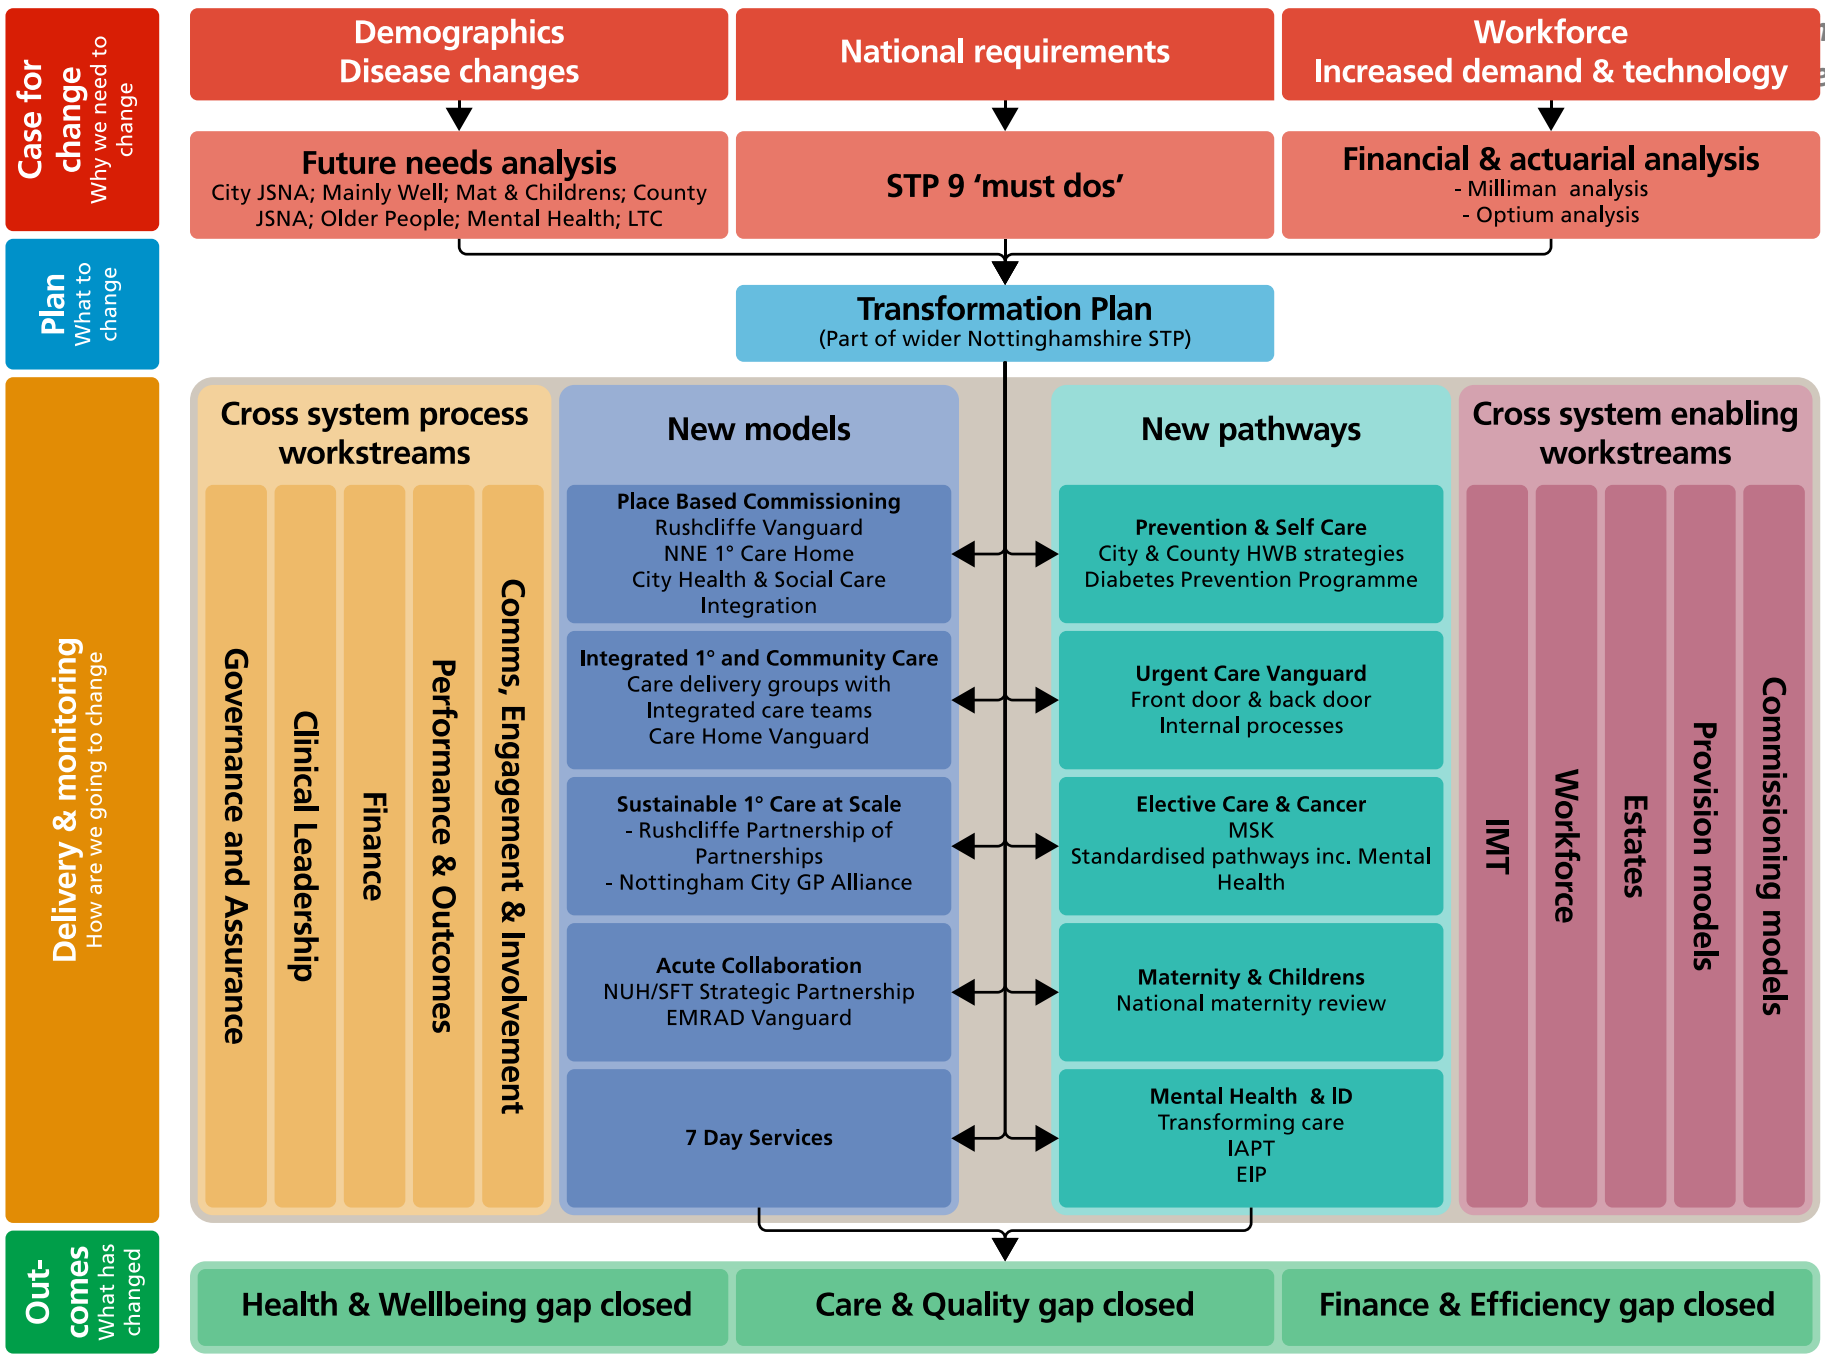 Case for
change
Why we need to
change
Demographics
Disease changes
National requirements
Workforce
Increased demand & technology
Future needs analysis
City JSNA; Mainly Well; Mat & Childrens; County
JSNA; Older People; Mental Health; LTC
STP 9 ‘must dos’
Financial & actuarial analysis
- Milliman analysis
- Optium analysis
Plan
What to
change
Transformation Plan
(Part of wider Nottinghamshire STP)
Delivery & monitoring
How are we going to change
Cross system process
workstreams
Governance and Assurance
Clinical Leadership
Finance
Performance & Outcomes
Comms, Engagement & Involvement
New models
Place Based Commissioning
Rushcliffe Vanguard
NNE 1° Care Home
City Health & Social Care
Integration
Integrated 1° and Community Care
Care delivery groups with
Integrated care teams
Care Home Vanguard
Sustainable 1° Care at Scale
- Rushcliffe Partnership of
Partnerships
- Nottingham City GP Alliance
Acute Collaboration
NUH/SFT Strategic Partnership
EMRAD Vanguard
7 Day Services
New pathways
Prevention & Self Care
City & County HWB strategies
Diabetes Prevention Programme
Urgent Care Vanguard
Front door & back door
Internal processes
Elective Care & Cancer
MSK
Standardised pathways inc. Mental
Health
Maternity & Childrens
National maternity review
Mental Health & lD
Transforming care
IAPT
EIP
Cross system enabling
workstreams
IMT
Workforce
Estates
Provision models
Commissioning models
Out-
comes
What has
changed
Health & Wellbeing gap closed
Care & Quality gap closed
Finance & Efficiency gap closed